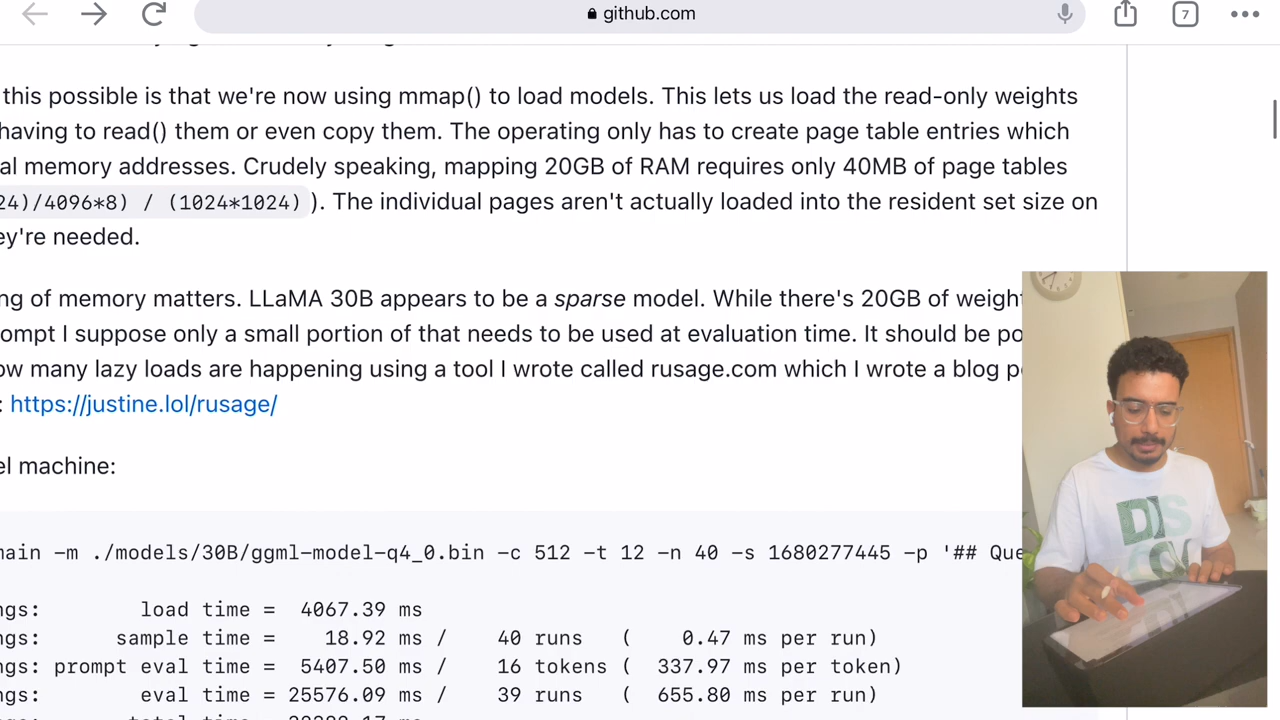 github.com
7
this possible is that we're now using mmap() to load models. This lets us load the read-only weights
having to read() them or even copy them. The operating only has to create page table entries which
al memory addresses. Crudely speaking, mapping 20GB of RAM requires only 40MB of page tables
24)/4096*8) / (1024*1024) ). The individual pages aren't actually loaded into the resident set size on
ey're needed.
ng of memory matters. LLaMA 30B appears to be a sparse model. While there's 20GB of weight
ompt I suppose only a small portion of that needs to be used at evaluation time. It should be po
ow many lazy loads are happening using a tool I wrote called rusage.com which I wrote a blog p
: https://justine.lol/rusage/
el machine:
main -m ./models/30B/ggml-model-q4_0.bin -c 512 -t 12 -n 40 -s 1680277445 -p '## Que
ngs: load time = 4067.39 ms
ngs: sample time = 18.92 ms / 40 runs ( 0.47 ms per run)
ngs: prompt eval time = 5407.50 ms / 16 tokens ( 337.97 ms per token)
ngs: eval time = 25576.09 ms / 39 runs ( 655.80 ms per run)
DIS